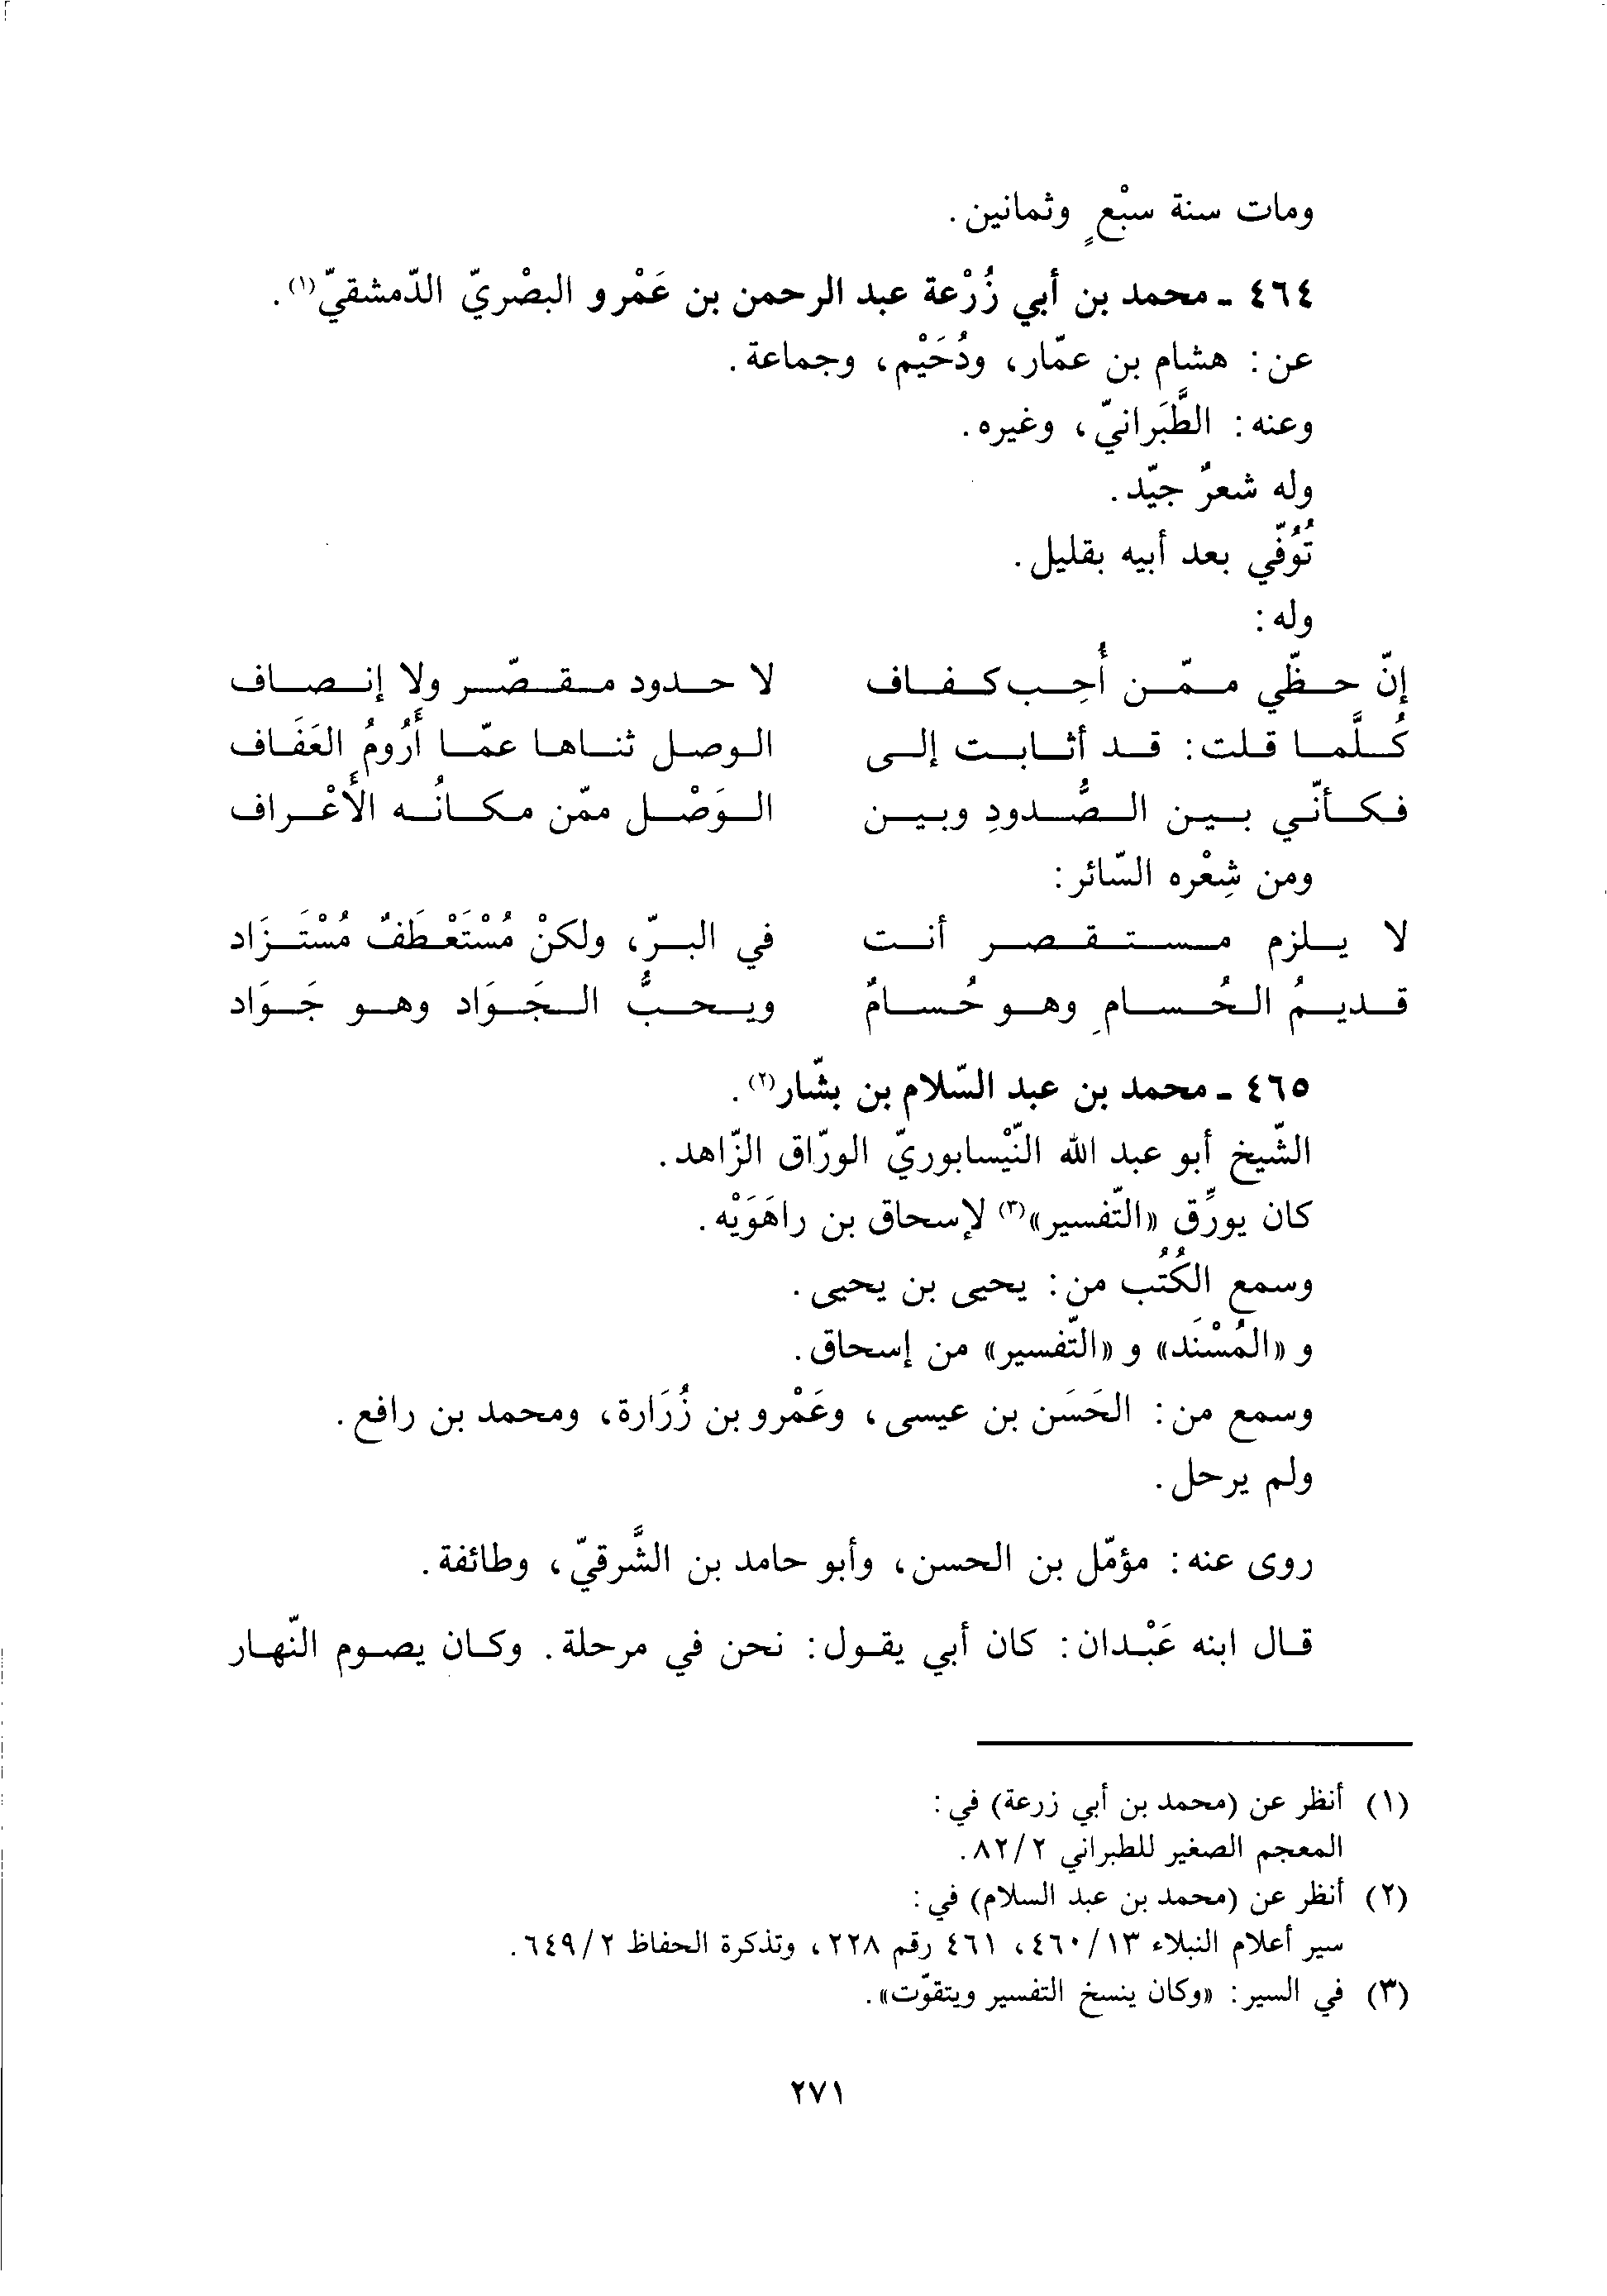 ومات سنة سبْعٍ وثمانين.
٤٦٤ ـ محمد بن أبي زُرْعة عبد الرحمن بن عَمْرو البصْريّ الدّمشقيّ(١).
عن: هشام بن عمّار، ودُحَيْم، وجماعة.
وعنه: الطَّبَرانيّ، وغيره.
وله شعرٌ جيّد.
تُوُفّي بعد أبيه بقليل.
وله:
إنّ حظّي ممّن أُحِب كفاف لا حدود مقصّر ولا إنصاف
كُلَّما قلت: قد أثابت إلى الوصل ثناها عمّا أَرُومُ العَفَاف
فكأنّي بين الصُّدودِ وبين الوَصْل ممّن مكانُه الأَعْراف
ومن شِعْره السّائر:
لا يلزم مستقصر أنت في البرّ، ولكنْ مُسْتَعْطَفٌ مُسْتَزَاد
قديمُ الحُسامِ وهو حُسامٌ ويحبُّ الجَوَاد وهو جَوَاد
٤٦٥ ـ محمد بن عبد السّلام بن بشّار(٢).
الشّيخ أبو عبد الله النّيْسابوريّ الورّاق الزّاهد.
كان يورِّق «التّفسير»(٣) لإسحاق بن راهَوَيْه.
وسمع الكُتُب من: يحيى بن يحيى.
و «المُسْنَد» و «التّفسير» من إسحاق.
وسمع من: الحَسَن بن عيسى، وعَمْرو بن زُرَارة، ومحمد بن رافع.
ولم يرحل.
روى عنه: مؤمّل بن الحسن، وأبو حامد بن الشَّرقيّ، وطائفة.
قال ابنه عَبْدان: كان أبي يقول: نحن في مرحلة. وكان يصوم النّهار
(١) أنظر عن (محمد بن أبي زرعة) في:
المعجم الصغير للطبراني ٨٢/٢.
(٢) أنظر عن (محمد بن عبد السلام) في:
سير أعلام النبلاء ٤٦٠/١٣، ٤٦١ رقم ٢٢٨، وتذكرة الحفاظ ٦٤٩/٢.
(٣) في السير: «وكان ينسخ التفسير ويتقوّت».
٢٧١